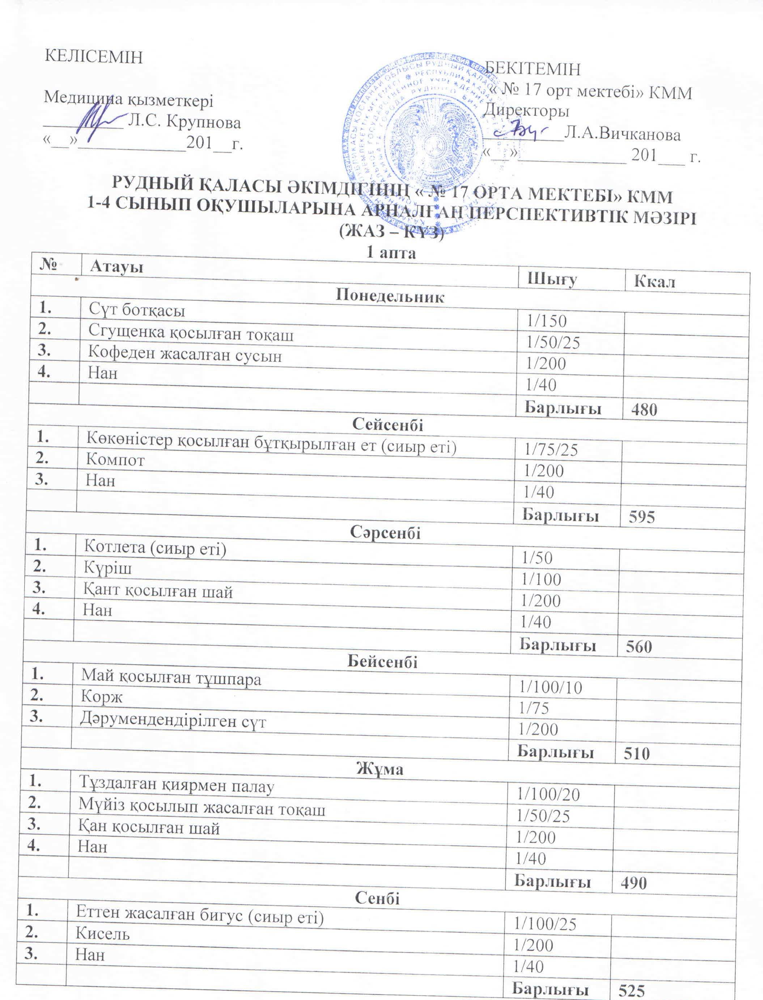 КЕЛІСЕМІН
Медицина қызметкері
_________ Л.С. Крупнова
«__»____________201__г.
БЕКІТЕМІН
« № 17 орт мектебі» КММ
Директоры
_________Л.А.Вичканова
«__»____________ 201___ г.
РУДНЫЙ ҚАЛАСЫ ӘКІМДІГІНІҢ « № 17 ОРТА МЕКТЕБІ» КММ
1-4 СЫНЫП ОҚУШЫЛАРЫНА АРНАЛҒАН ПЕРСПЕКТИВТІК МӘЗІРІ
(ЖАЗ – КҮЗ)
1 апта
№ Атауы Шығу Ккал
Понедельник
1. Сүт ботқасы 1/150
2. Сгущенка қосылған тоқаш 1/50/25
3. Кофеден жасалған сусын 1/200
4. Нан 1/40
Барлығы 480
Сейсенбі
1. Көкөністер қосылған бұтқырылған ет (сиыр еті) 1/75/25
2. Компот 1/200
3. Нан 1/40
Барлығы 595
Сәрсенбі
1. Котлета (сиыр еті) 1/50
2. Күріш 1/100
3. Қант қосылған шай 1/200
4. Нан 1/40
Барлығы 560
Бейсенбі
1. Май қосылған тұшпара 1/100/10
2. Корж 1/75
3. Дәрумендендірілген сүт 1/200
Барлығы 510
Жұма
1. Тұздалған қиярмен палау 1/100/20
2. Мүйіз қосылып жасалған тоқаш 1/50/25
3. Қан қосылған шай 1/200
4. Нан 1/40
Барлығы 490
Сенбі
1. Еттен жасалған бигус (сиыр еті) 1/100/25
2. Кисель 1/200
3. Нан 1/40
Барлығы 525